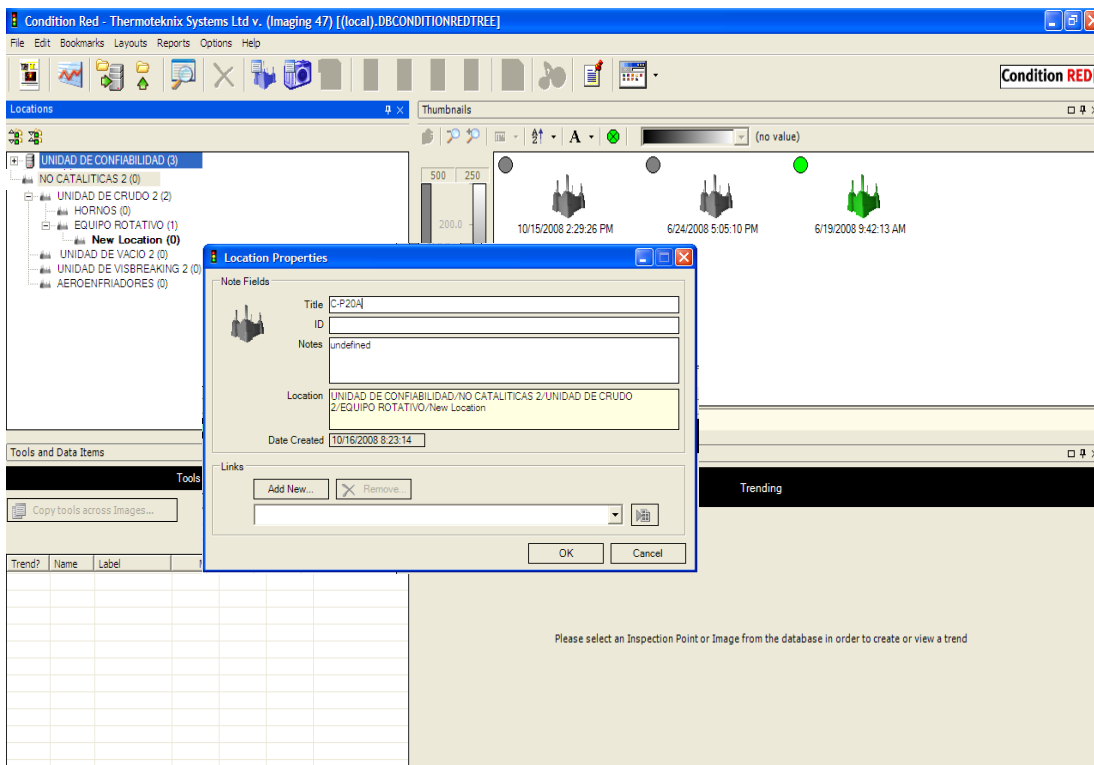 Condition Red - Thermoteknix Systems Ltd v. (Imaging 47) [(local).DBCONDITIONREDTREE]
File Edit Bookmarks Layouts Reports Options Help
Condition RED
Locations
Thumbnails
(no value)
UNIDAD DE CONFIABILIDAD (3)
NO CATALITICAS 2 (0)
UNIDAD DE CRUDO 2 (2)
HORNOS (0)
EQUIPO ROTATIVO (1)
New Location (0)
UNIDAD DE VACIO 2 (0)
UNIDAD DE VISBREAKING 2 (0)
AEROENFRIADORES (0)
500 250
200.0
10/15/2008 2:29:26 PM
6/24/2008 5:05:10 PM
6/19/2008 9:42:13 AM
Location Properties
Note Fields
Title C-P20A
ID
Notes undefined
Location UNIDAD DE CONFIABILIDAD/NO CATALITICAS 2/UNIDAD DE CRUDO
2/EQUIPO ROTATIVO/New Location
Date Created 10/16/2008 8:23:14
Links
Add New... Remove...
OK Cancel
Tools and Data Items
Tools
Copy tools across Images...
Trend? Name Label
Trending
Please select an Inspection Point or Image from the database in order to create or view a trend